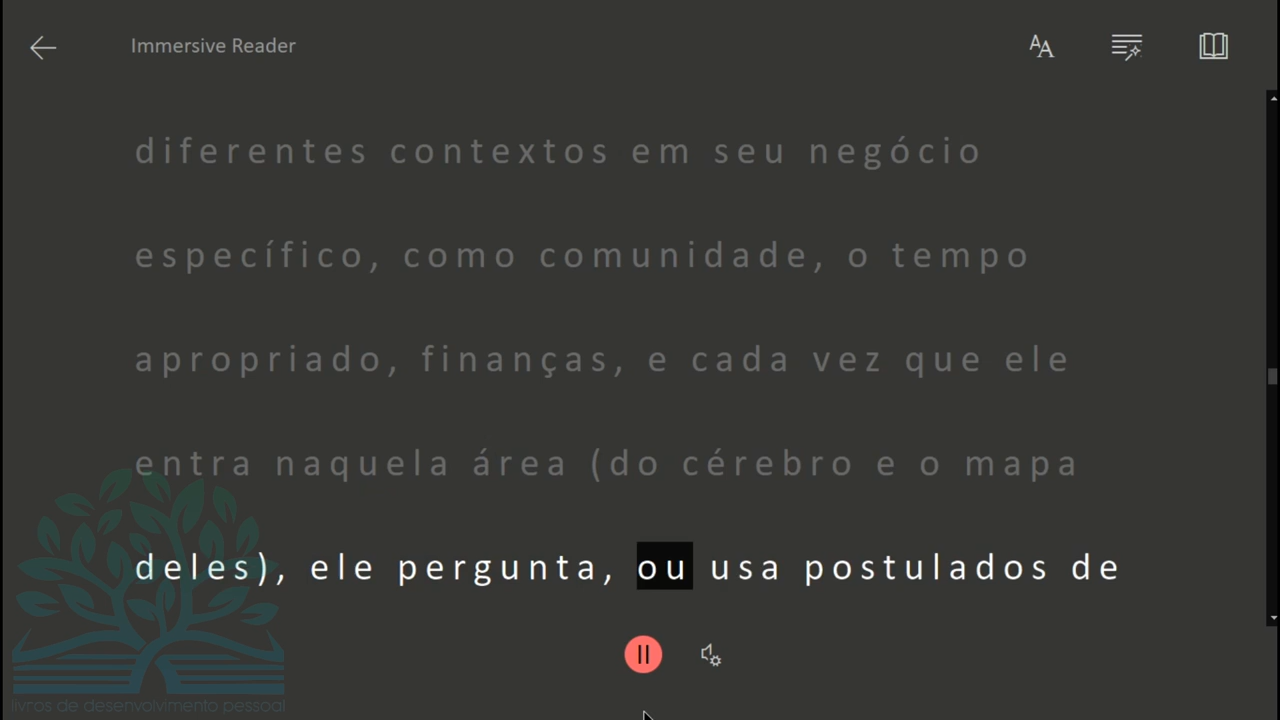 Immersive Reader
diferentes contextos em seu negócio
específico, como comunidade, o tempo
apropriado, finanças, e cada vez que ele
entra naquela área (do cérebro e o mapa
deles), ele pergunta, ou usa postulados de
livros de desenvolvimento pessoal